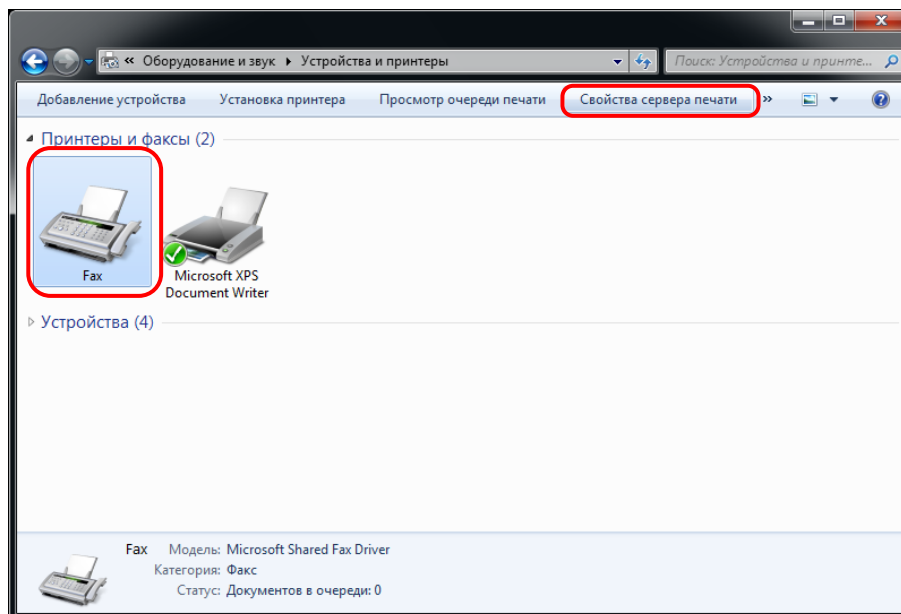 « Оборудование и звук Устройства и принтеры
Поиск: Устройства и принте...
Добавление устройства Установка принтера Просмотр очереди печати Свойства сервера печати »
Принтеры и факсы (2)
Fax
Microsoft XPS
Document Writer
Устройства (4)
Fax Модель: Microsoft Shared Fax Driver
Категория: Факс
Статус: Документов в очереди: 0